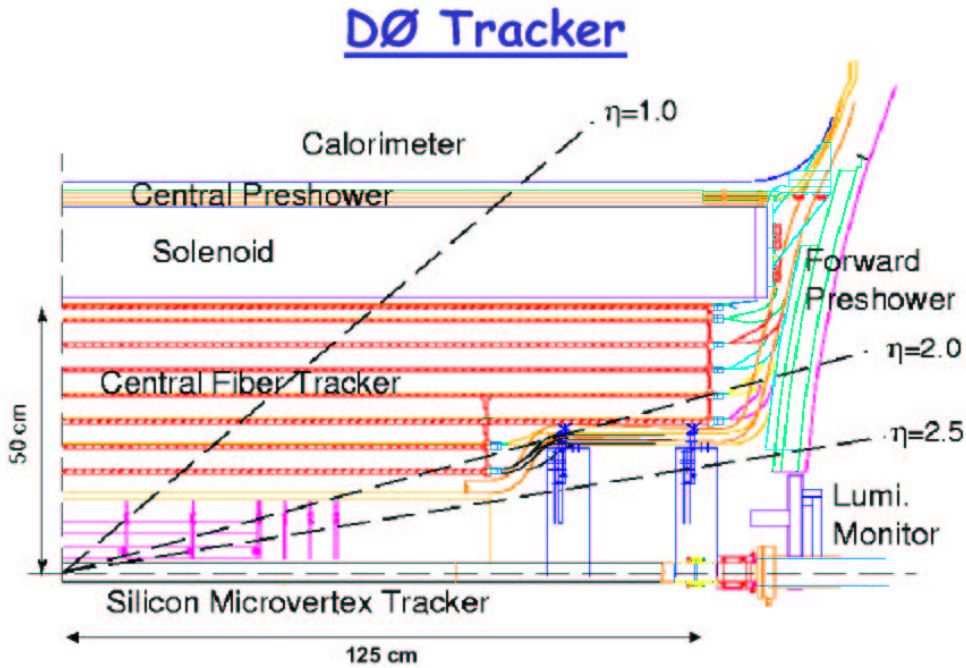 DØ Tracker
η=1.0
Calorimeter
Central Preshower
Solenoid
Forward
Preshower
η=2.0
Central Fiber Tracker
50 cm
η=2.5
Lumi.
Monitor
Silicon Microvertex Tracker
125 cm